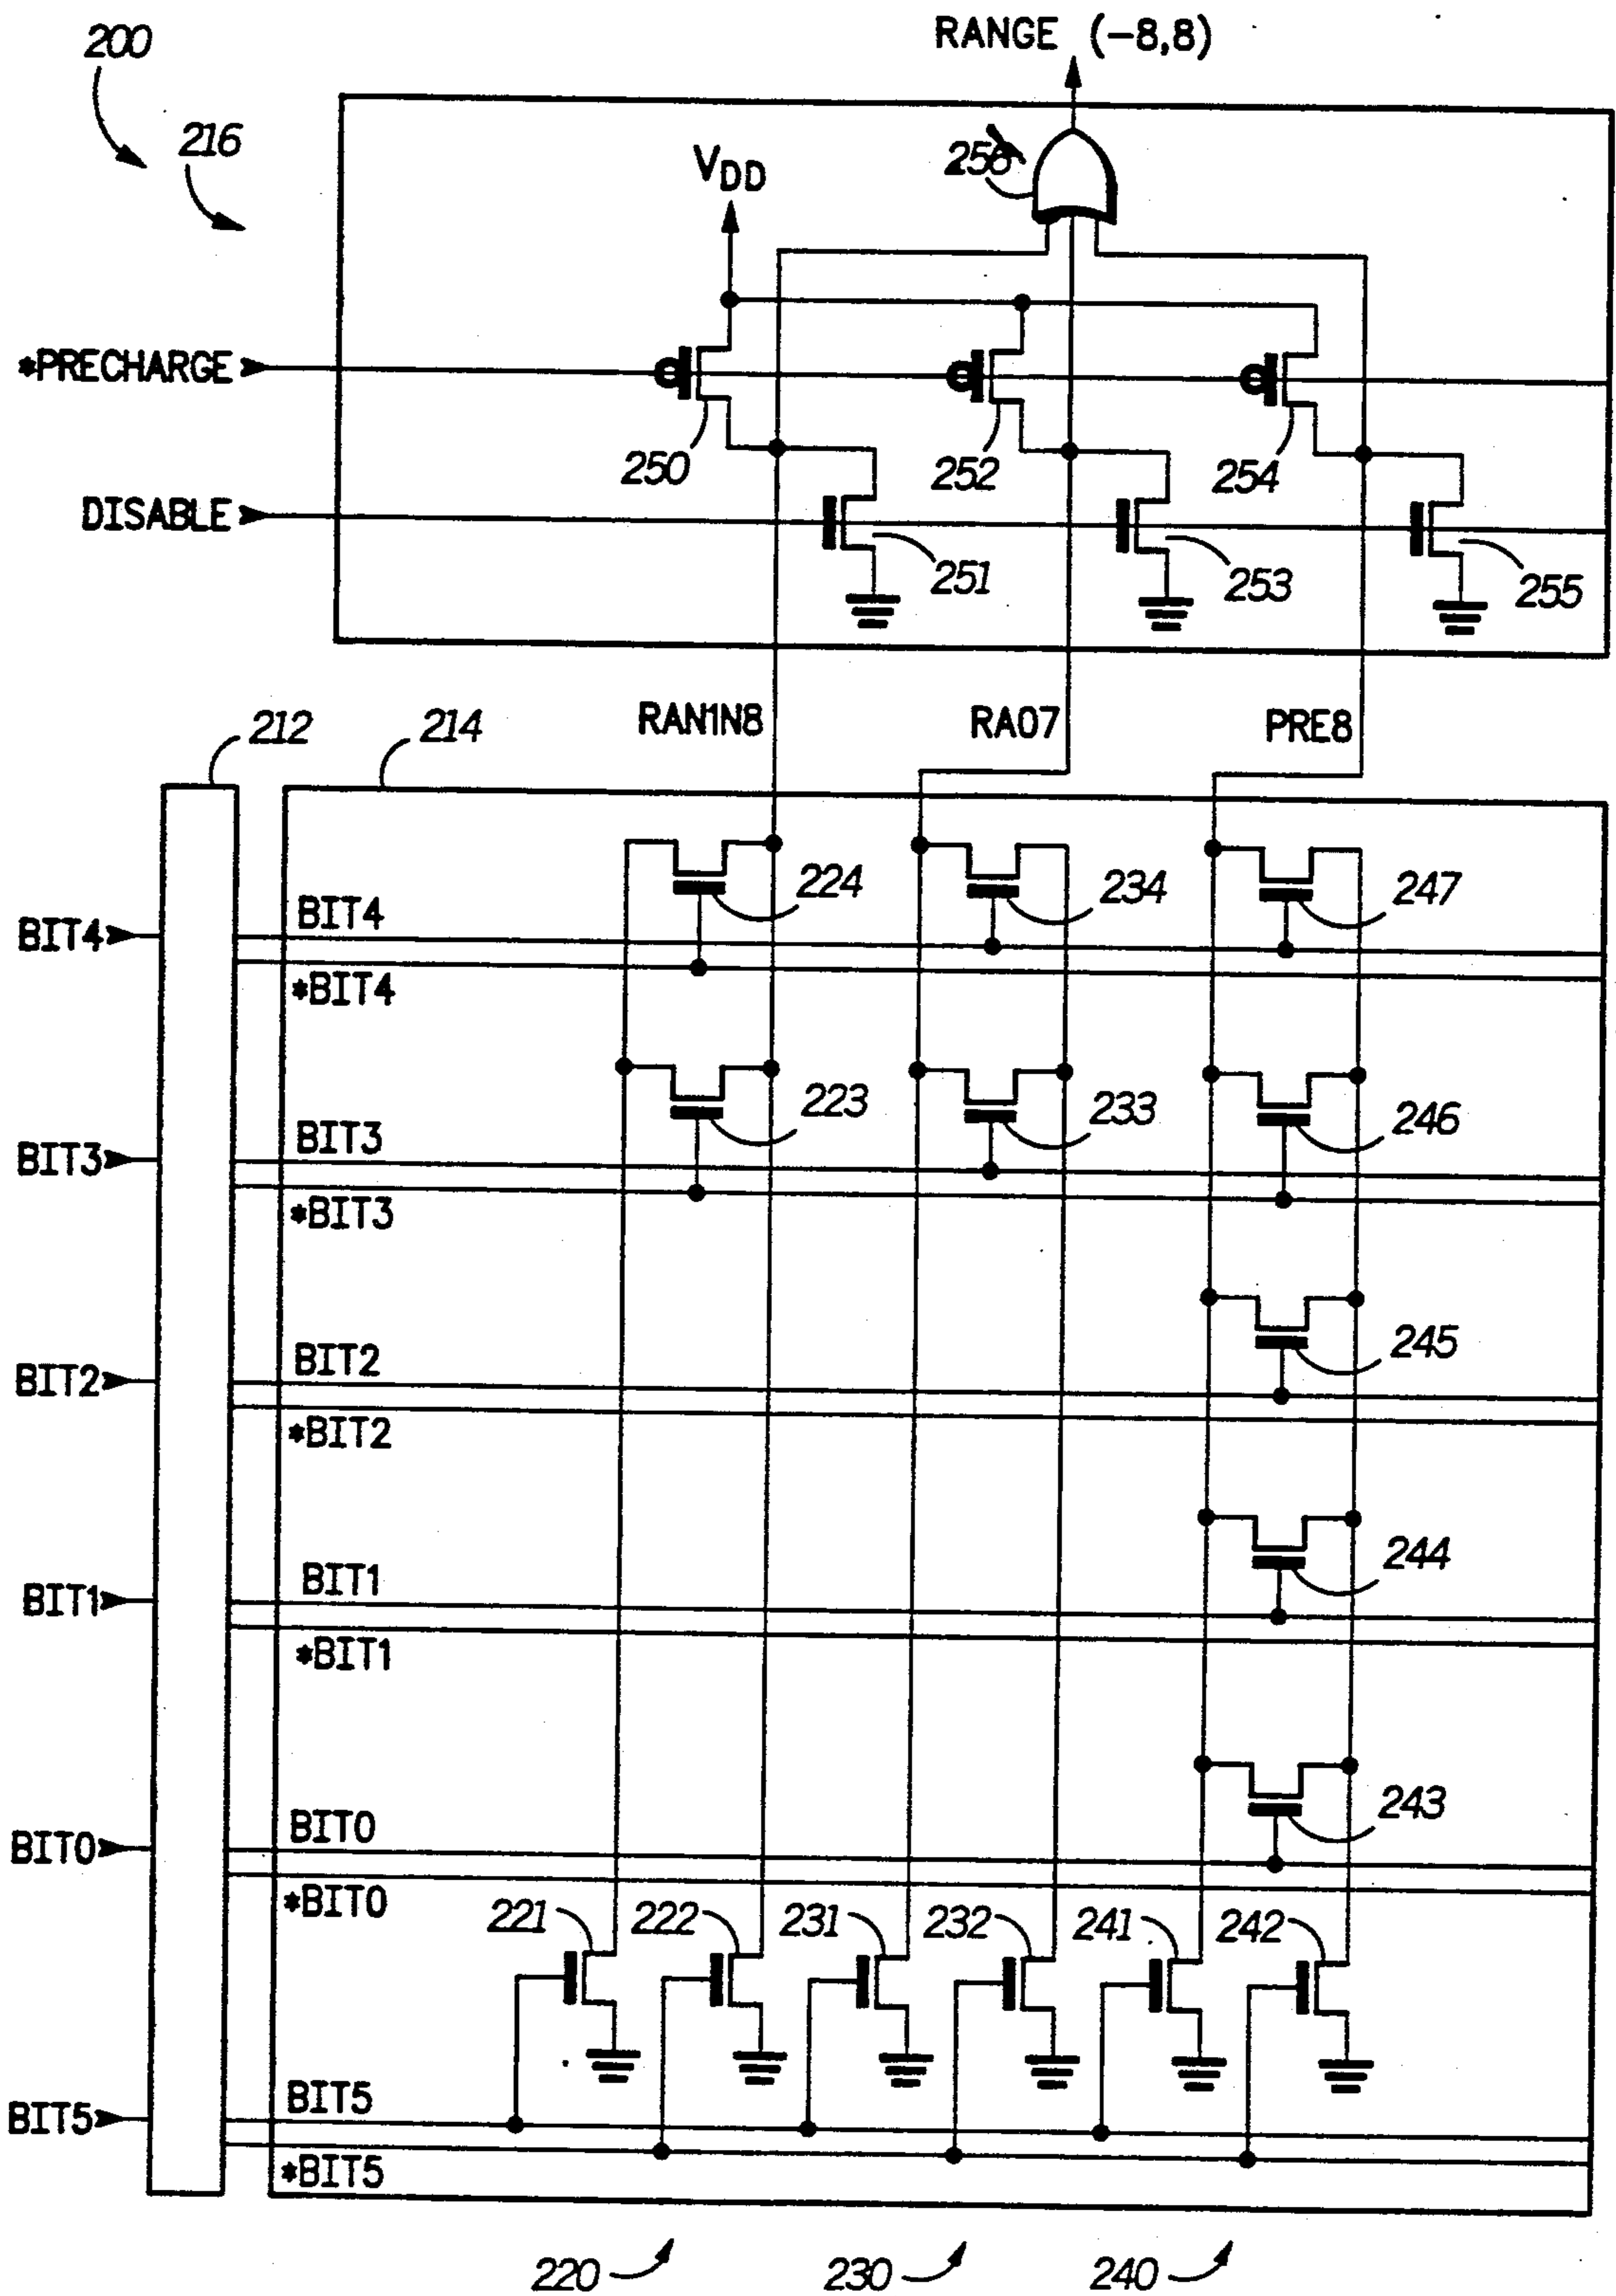 RANGE (-8,8)
200
216
256
VDD
*PRECHARGE
250
252
254
DISABLE
251
253
255
RAN1N8
RA07
PRE8
212
214
224
234
247
BIT4
BIT4
*BIT4
223
233
246
BIT3
BIT3
*BIT3
245
BIT2
BIT2
*BIT2
244
BIT1
BIT1
*BIT1
243
BIT0
BIT0
*BIT0
221
222
231
232
241
242
BIT5
BIT5
*BIT5
220
230
240